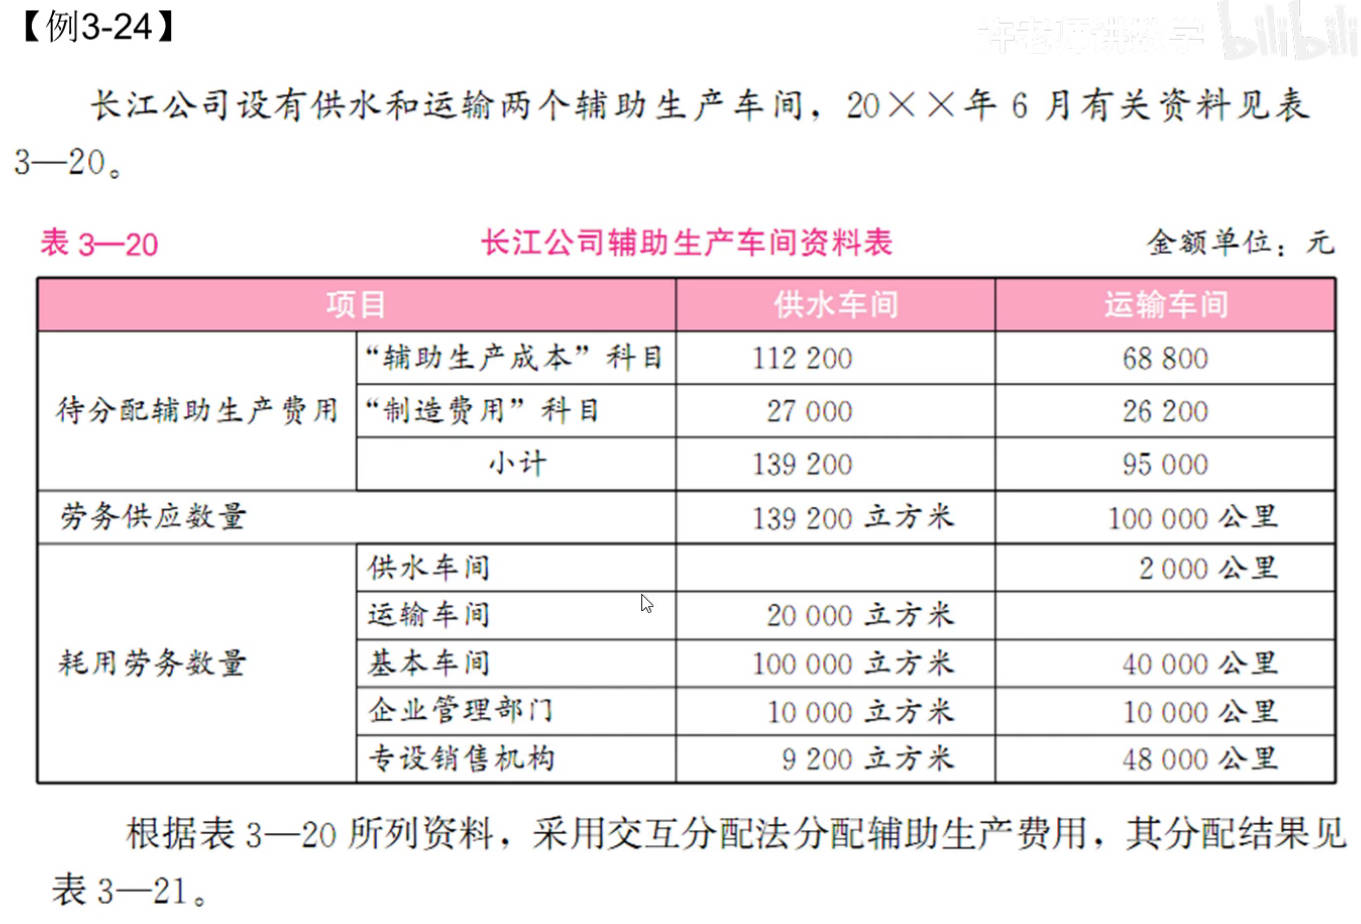 【例3-24】
许老师讲数学 bilibili
长江公司设有供水和运输两个辅助生产车间，20××年 6 月有关资料见表
3—20。
表 3—20 长江公司辅助生产车间资料表 金额单位：元
项目 供水车间 运输车间
待分配辅助生产费用 “辅助生产成本”科目 112 200 68 800
“制造费用”科目 27 000 26 200
小计 139 200 95 000
劳务供应数量 139 200 立方米 100 000 公里
耗用劳务数量 供水车间 2 000 公里
运输车间 20 000 立方米
基本车间 100 000 立方米 40 000 公里
企业管理部门 10 000 立方米 10 000 公里
专设销售机构 9 200 立方米 48 000 公里
根据表 3—20 所列资料，采用交互分配法分配辅助生产费用，其分配结果见
表 3—21。